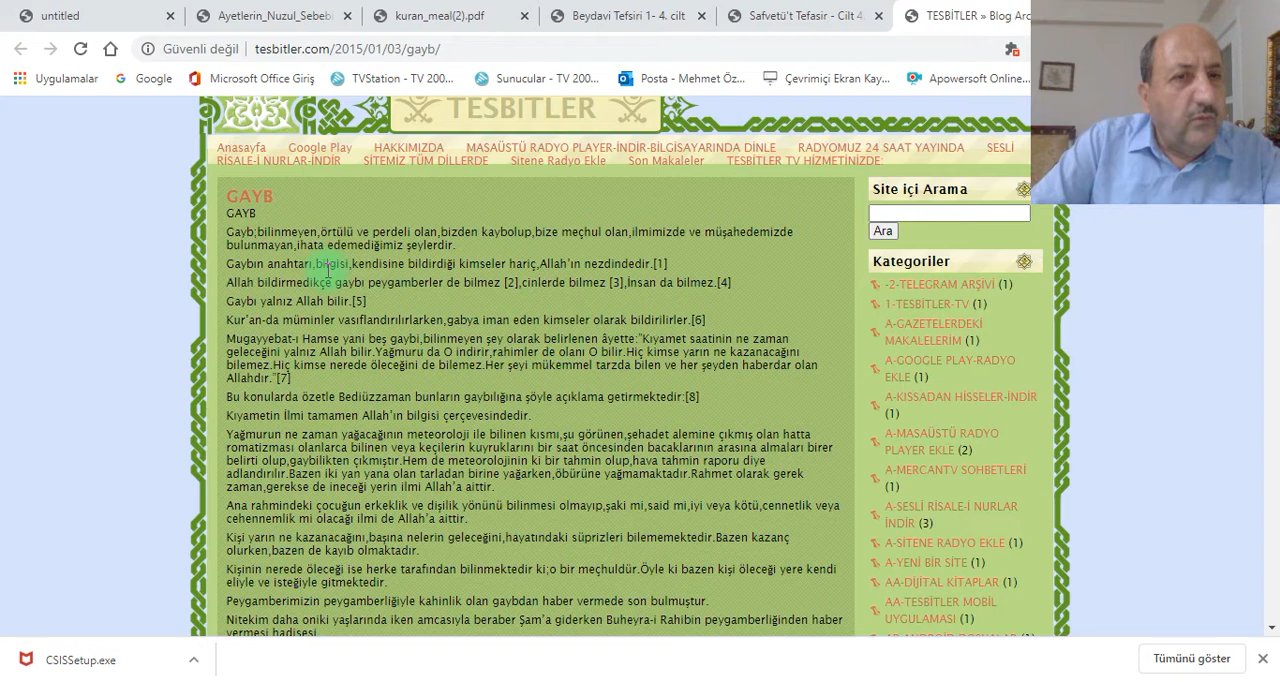 untitled
Ayetlerin_Nuzul_Sebebi
kuran_meal(2).pdf
Beydavi Tefsiri 1- 4. cilt
Safvetü't Tefasir - Cilt 4
TESBİTLER » Blog Arc
Güvenli değil
tesbitler.com/2015/01/03/gayb/
Uygulamalar
Google
Microsoft Office Giriş
TVStation - TV 200...
Sunucular - TV 200...
Posta - Mehmet Öz...
Çevrimiçi Ekran Kay...
Apowersoft Online...
TESBİTLER
Anasayfa Google Play HAKKIMIZDA MASAÜSTÜ RADYO PLAYER-İNDİR-BİLGİSAYARINDA DİNLE RADYOMUZ 24 SAAT YAYINDA SESLİ
RİSALE-İ NURLAR-İNDİR SİTEMİZ TÜM DİLLERDE Sitene Radyo Ekle Son Makaleler TESBİTLER TV HİZMETİNİZDE:
GAYB
GAYB
Gayb;bilinmeyen,örtülü ve perdeli olan,bizden kaybolup,bize meçhul olan,ilmimizde ve müşahedemizde
bulunmayan,ihata edemediğimiz şeylerdir.
Gaybın anahtarı,bilgisi,kendisine bildirdiği kimseler hariç,Allah'ın nezdindedir.[1]
Allah bildirmedikçe gaybı peygamberler de bilmez [2],cinlerde bilmez [3],İnsan da bilmez.[4]
Gaybı yalnız Allah bilir.[5]
Kur'an-da müminler vasıflandırılırlarken,gabya iman eden kimseler olarak bildirilirler.[6]
Mugayyebat-ı Hamse yani beş gaybi,bilinmeyen şey olarak belirlenen âyette:"Kıyamet saatinin ne zaman
geleceğini yalnız Allah bilir.Yağmuru da O indirir,rahimler de olanı O bilir.Hiç kimse yarın ne kazanacağını
bilemez.Hiç kimse nerede öleceğini de bilemez.Her şeyi mükemmel tarzda bilen ve her şeyden haberdar olan
Allahdır."[7]
Bu konularda özetle Bediüzzaman bunların gaybılığına şöyle açıklama getirmektedir:[8]
Kıyametin İlmi tamamen Allah'ın bilgisi çerçevesindedir.
Yağmurun ne zaman yağacağının meteoroloji ile bilinen kısmı,şu görünen,şehadet alemine çıkmış olan hatta
romatizması olanlarca bilinen veya keçilerin kuyruklarını bir saat öncesinden bacaklarının arasına almaları birer
belirti olup,gaybilikten çıkmıştır.Hem de meteorolojinin ki bir tahmin olup,hava tahmin raporu diye
adlandırılır.Bazen iki yan yana olan tarladan birine yağarken,öbürüne yağmamaktadır.Rahmet olarak gerek
zaman,gerekse de ineceği yerin ilmi Allah'a aittir.
Ana rahmindeki çocuğun erkeklik ve dişilik yönünü bilinmesi olmayıp,şaki mi,said mi,iyi veya kötü,cennetlik veya
cehennemlik mi olacağı ilmi de Allah'a aittir.
Kişi yarın ne kazanacağını,başına nelerin geleceğini,hayatındaki süprizleri bilememektedir.Bazen kazanç
olurken,bazen de kayıb olmaktadır.
Kişinin nerede öleceği ise herke tarafından bilinmektedir ki;o bir meçhuldür.Öyle ki bazen kişi öleceği yere kendi
eliyle ve isteğiyle gitmektedir.
Peygamberimizin peygamberliğiyle kahinlik olan gaybdan haber vermede son bulmuştur.
Nitekim daha oniki yaşlarında iken amcasıyla beraber Şam'a giderken Buheyra-i Rahibin peygamberliğinden haber
vermesi hadisesi
Site içi Arama
Ara
Kategoriler
-2-TELEGRAM ARŞİVİ (1)
1-TESBİTLER-TV (1)
A-GAZETELERDEKİ
MAKALELERİM (1)
A-GOOGLE PLAY-RADYO
EKLE (1)
A-KISSADAN HİSSELER-İNDİR
(1)
A-MASAÜSTÜ RADYO
PLAYER EKLE (2)
A-MERCANTV SOHBETLERİ
(1)
A-SESLİ RİSALE-İ NURLAR
İNDİR (3)
A-SİTENE RADYO EKLE (1)
A-YENİ BİR SİTE (1)
AA-DİJİTAL KİTAPLAR (1)
AA-TESBİTLER MOBİL
UYGULAMASI (1)
CSISSetup.exe
Tümünü göster